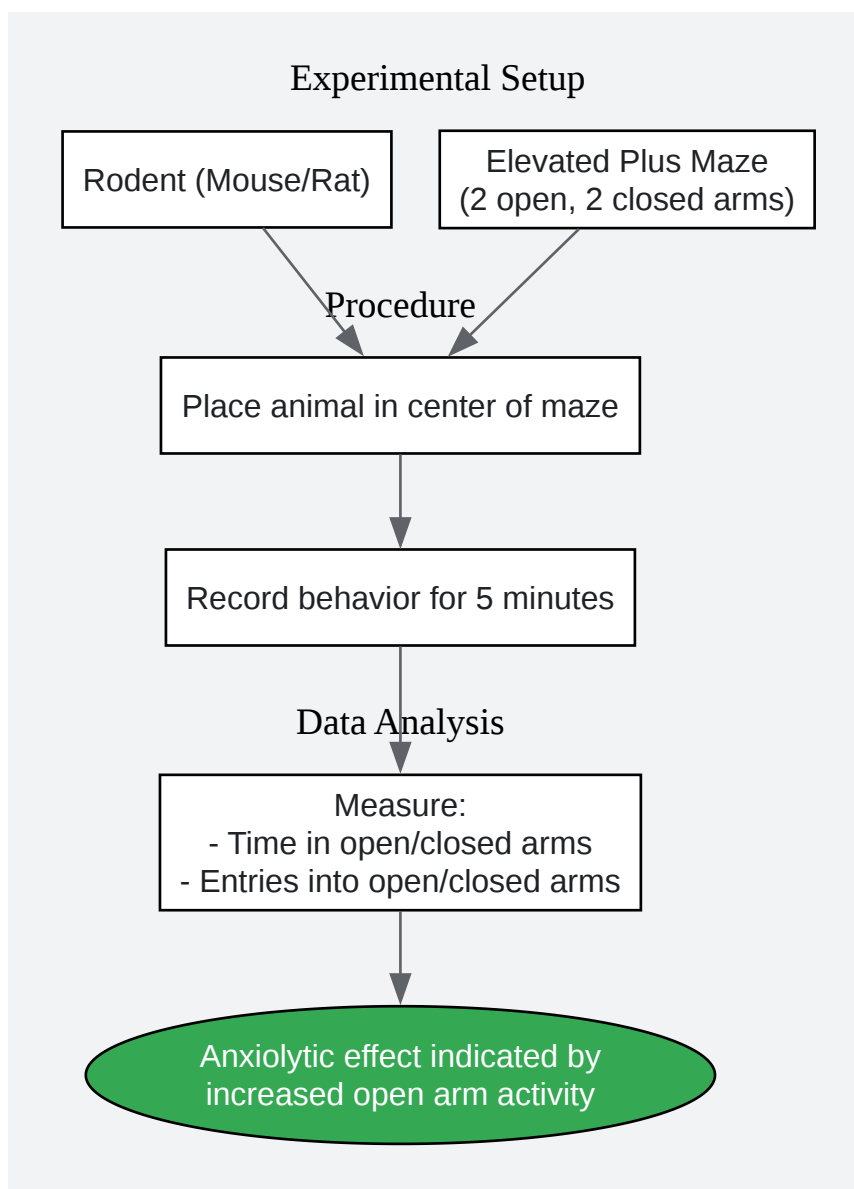 Experimental Setup
Rodent (Mouse/Rat)
Elevated Plus Maze
(2 open, 2 closed arms)
Procedure
Place animal in center of maze
Record behavior for 5 minutes
Data Analysis
Measure:
- Time in open/closed arms
- Entries into open/closed arms
Anxiolytic effect indicated by
increased open arm activity